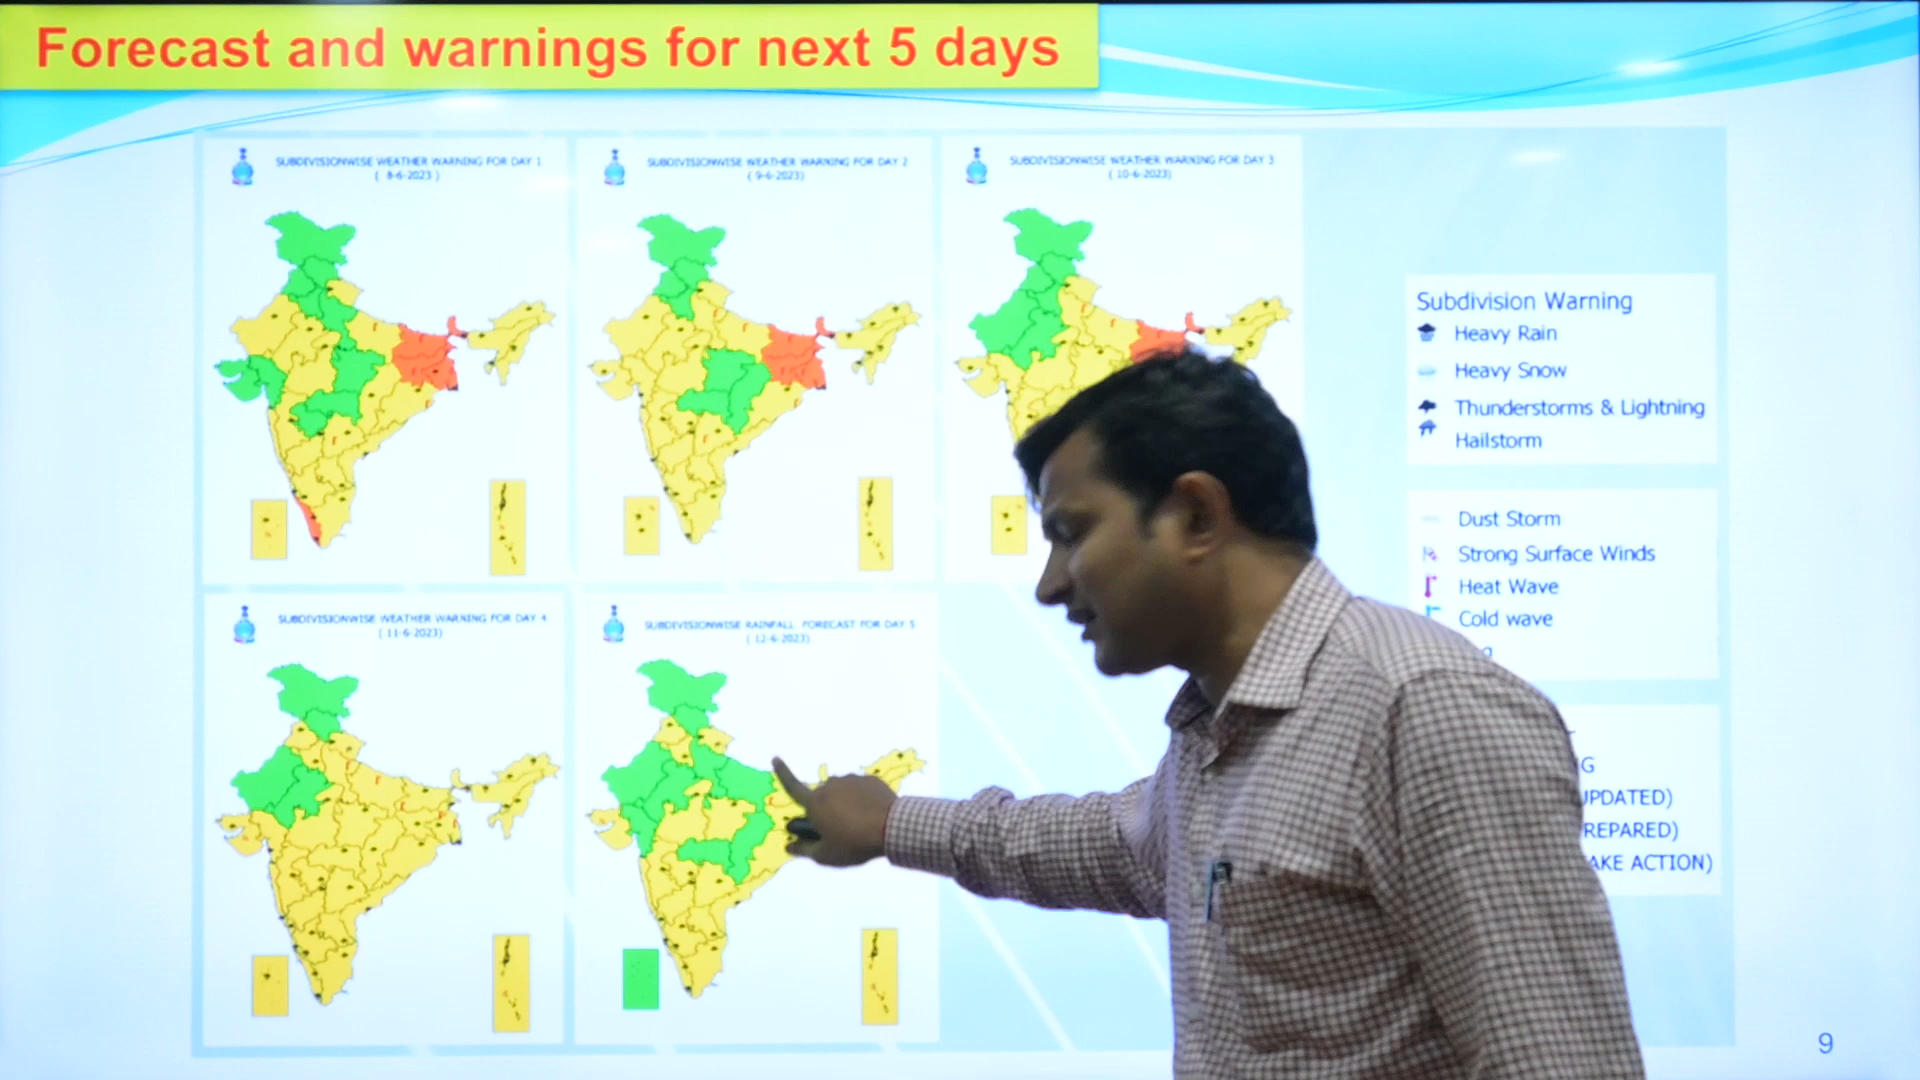 Forecast and warnings for next 5 days
SUBDIVISIONWISE WEATHER WARNING FOR DAY 1
( 8-6-2023 )
SUBDIVISIONWISE WEATHER WARNING FOR DAY 2
( 9-6-2023)
SUBDIVISIONWISE WEATHER WARNING FOR DAY 3
( 10-6-2023)
SUBDIVISIONWISE WEATHER WARNING FOR DAY 4
( 11-6-2023)
SUBDIVISIONWISE RAINFALL FORECAST FOR DAY 5
( 12-6-2023)
Subdivision Warning
Heavy Rain
Heavy Snow
Thunderstorms & Lightning
Hailstorm
Dust Storm
Strong Surface Winds
Heat Wave
Cold wave
UPDATED)
REPARED)
AKE ACTION)
9